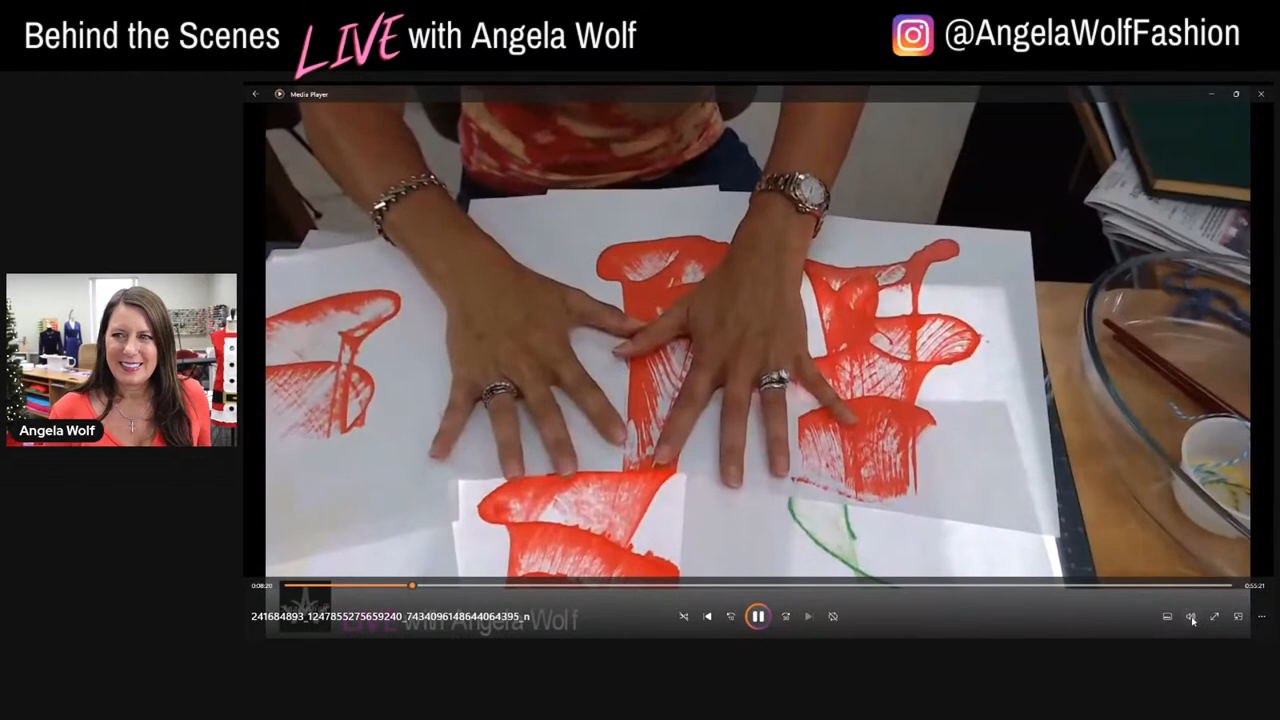 Behind the Scenes LIVE with Angela Wolf
@AngelaWolfFashion
Media Player
Angela Wolf
0:08:20
0:55:21
241684893_1247855275659240_7434096148644064395_n
LIVE with Angela Wolf